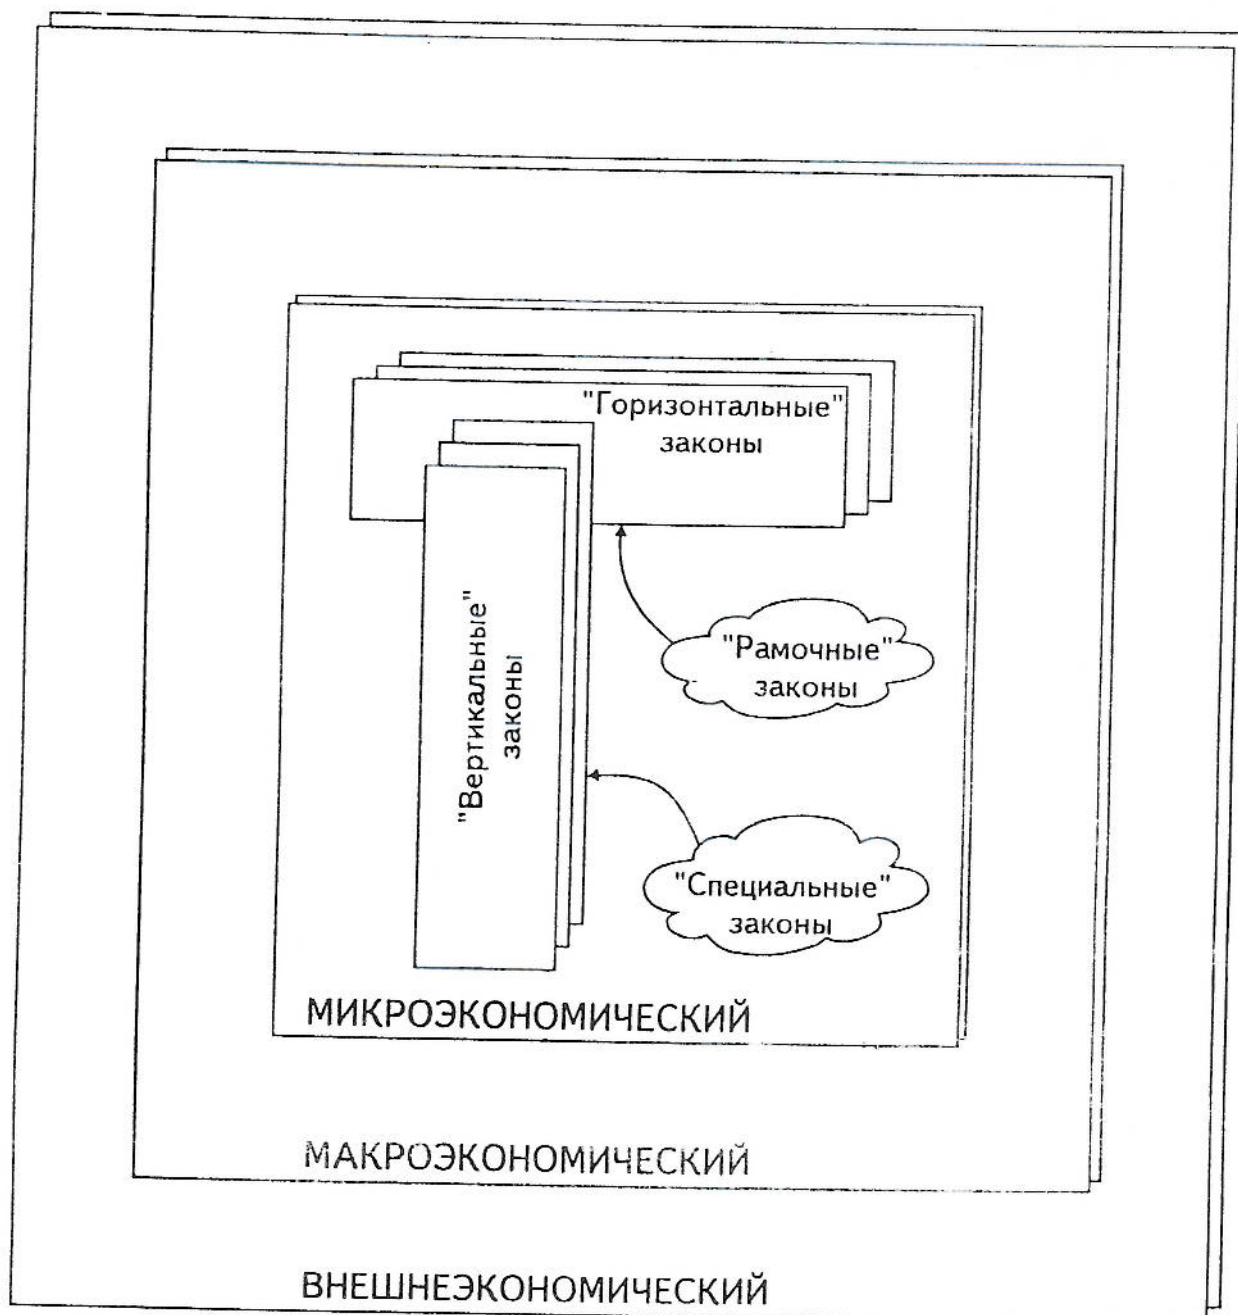 "Горизонтальные"
законы
"Вертикальные"
законы
"Рамочные"
законы
"Специальные"
законы
МИКРОЭКОНОМИЧЕСКИЙ
МАКРОЭКОНОМИЧЕСКИЙ
ВНЕШНЕЭКОНОМИЧЕСКИЙ